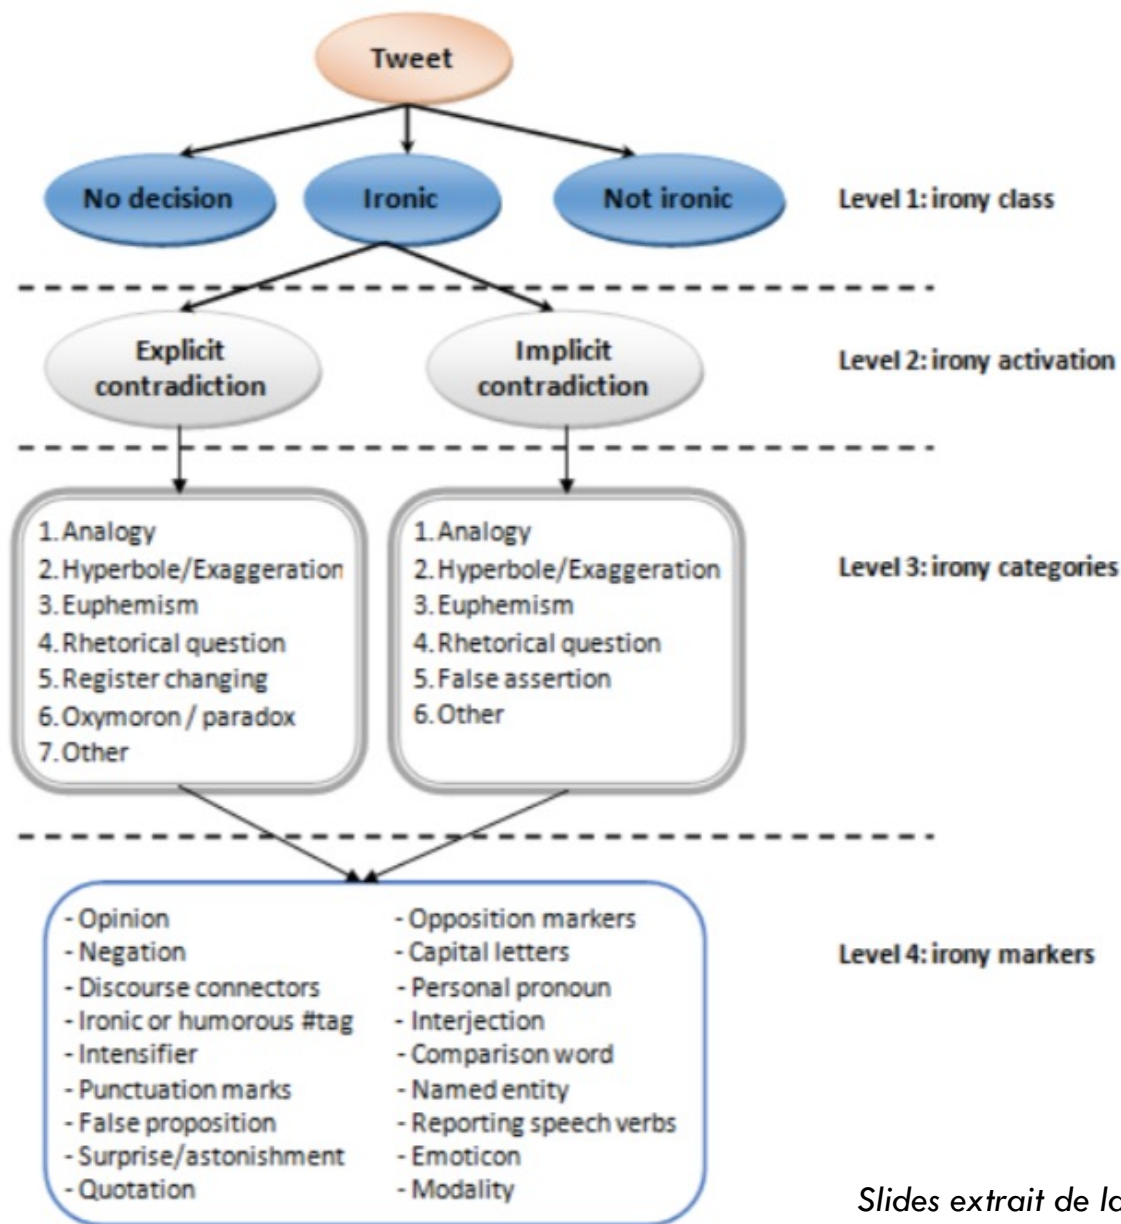 Tweet
No decision
Ironic
Not ironic
Level 1: irony class
Explicit
contradiction
Implicit
contradiction
Level 2: irony activation
1. Analogy
2. Hyperbole/Exaggeration
3. Euphemism
4. Rhetorical question
5. Register changing
6. Oxymoron / paradox
7. Other
1. Analogy
2. Hyperbole/Exaggeration
3. Euphemism
4. Rhetorical question
5. False assertion
6. Other
Level 3: irony categories
- Opinion
- Negation
- Discourse connectors
- Ironic or humorous #tag
- Intensifier
- Punctuation marks
- False proposition
- Surprise/astonishment
- Quotation
- Opposition markers
- Capital letters
- Personal pronoun
- Interjection
- Comparison word
- Named entity
- Reporting speech verbs
- Emoticon
- Modality
Level 4: irony markers
Slides extrait de la